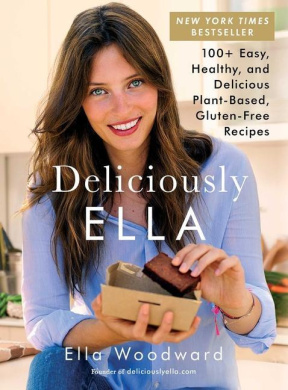 NEW YORK TIMES
BESTSELLER
100+ Easy,
Healthy, and
Delicious
Plant-Based,
Gluten-Free
Recipes
Deliciously
ELLA
Ella Woodward
Founder of deliciouslyella.com